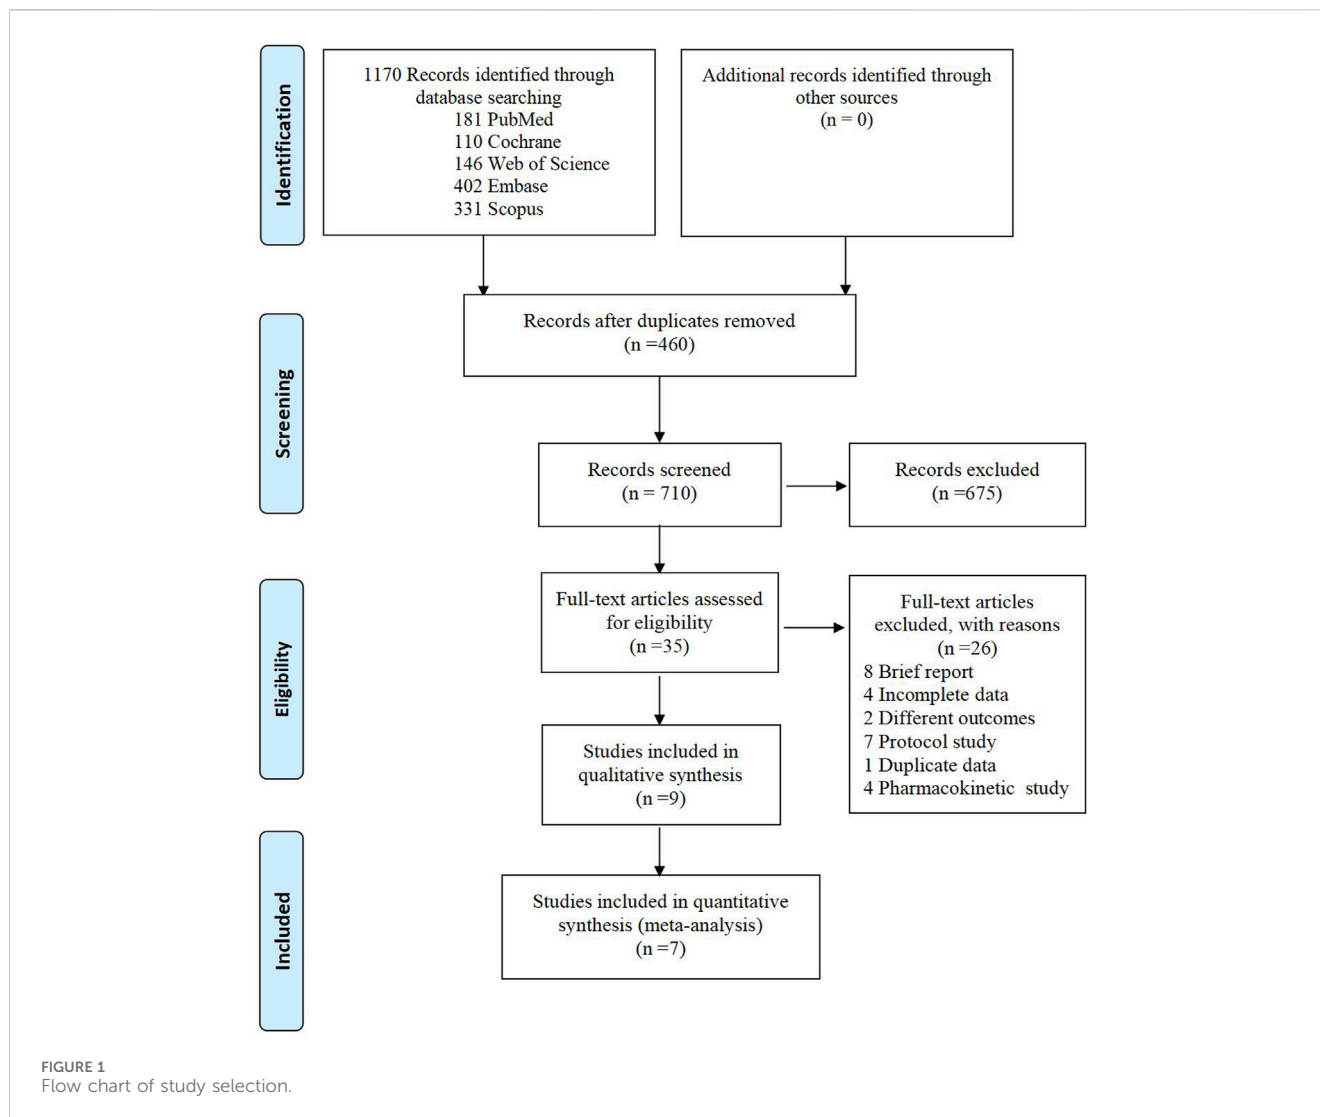 Identification
1170 Records identified through
database searching
181 PubMed
110 Cochrane
146 Web of Science
402 Embase
331 Scopus
Additional records identified through
other sources
(n = 0)
Screening
Records after duplicates removed
(n =460)
Records screened
(n = 710)
Records excluded
(n =675)
Eligibility
Full-text articles assessed
for eligibility
(n =35)
Full-text articles
excluded, with reasons
(n =26)
8 Brief report
4 Incomplete data
2 Different outcomes
7 Protocol study
1 Duplicate data
4 Pharmacokinetic study
Studies included in
qualitative synthesis
(n =9)
Included
Studies included in quantitative
synthesis (meta-analysis)
(n =7)
FIGURE 1
Flow chart of study selection.